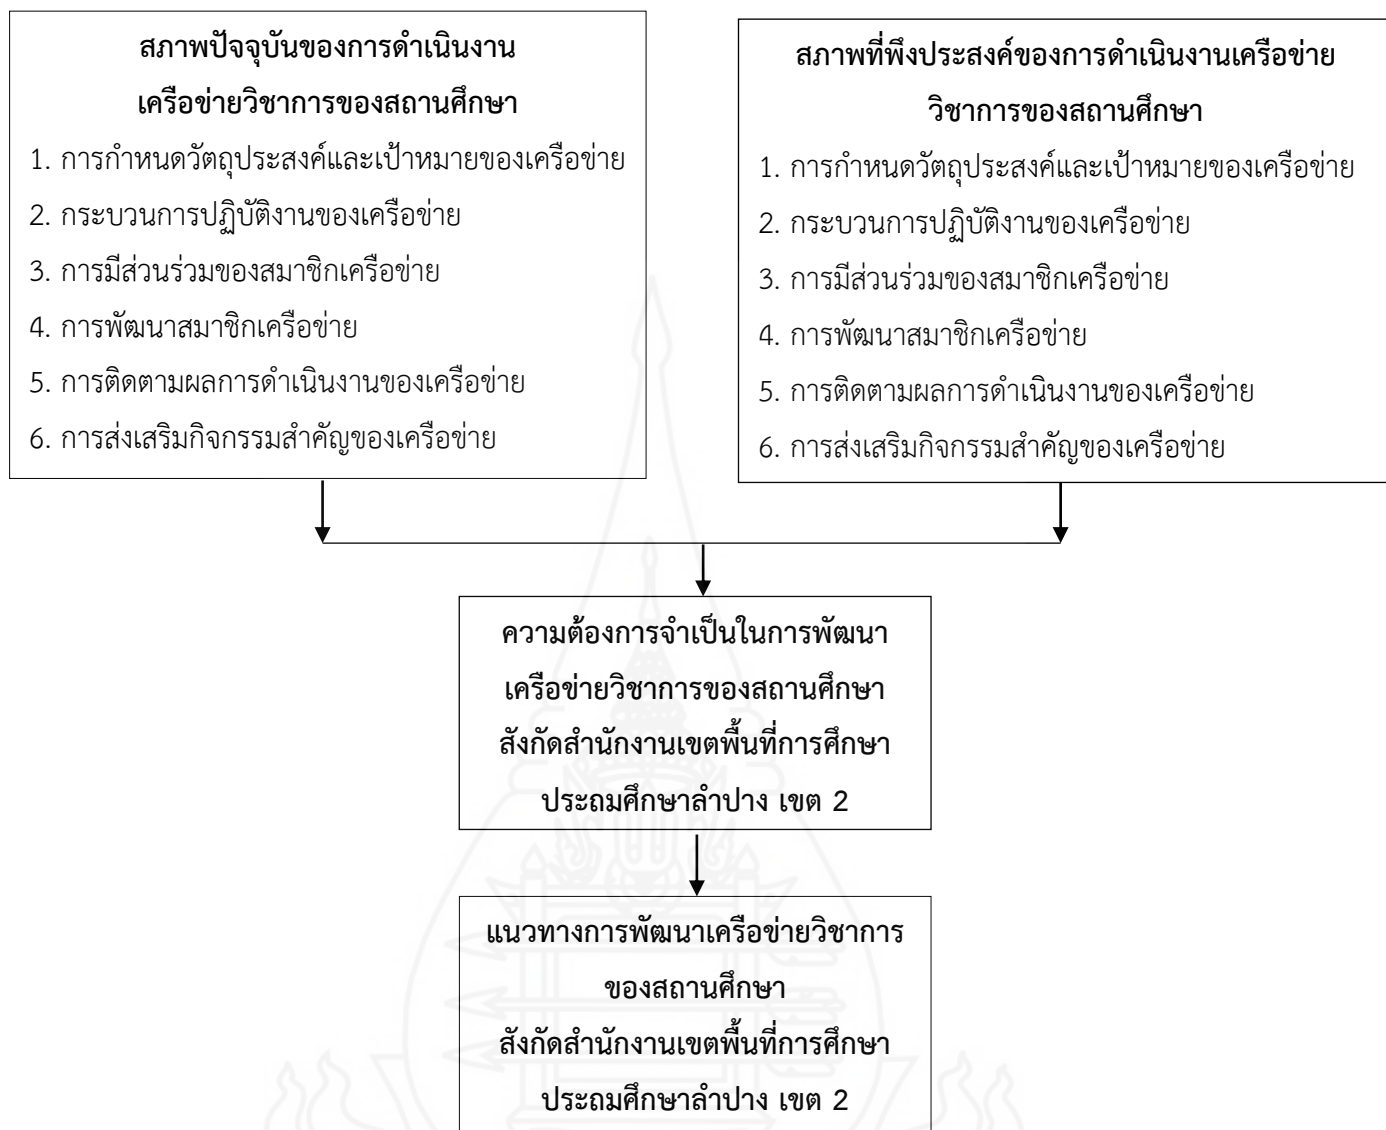 สภาพปัจจุบันของการดำเนินงาน
เครือข่ายวิชาการของสถานศึกษา
1. การกำหนดวัตถุประสงค์และเป้าหมายของเครือข่าย
2. กระบวนการปฏิบัติงานของเครือข่าย
3. การมีส่วนร่วมของสมาชิกเครือข่าย
4. การพัฒนาสมาชิกเครือข่าย
5. การติดตามผลการดำเนินงานของเครือข่าย
6. การส่งเสริมกิจกรรมสำคัญของเครือข่าย
สภาพที่พึงประสงค์ของการดำเนินงานเครือข่าย
วิชาการของสถานศึกษา
1. การกำหนดวัตถุประสงค์และเป้าหมายของเครือข่าย
2. กระบวนการปฏิบัติงานของเครือข่าย
3. การมีส่วนร่วมของสมาชิกเครือข่าย
4. การพัฒนาสมาชิกเครือข่าย
5. การติดตามผลการดำเนินงานของเครือข่าย
6. การส่งเสริมกิจกรรมสำคัญของเครือข่าย
ความต้องการจำเป็นในการพัฒนา
เครือข่ายวิชาการของสถานศึกษา
สังกัดสำนักงานเขตพื้นที่การศึกษา
ประถมศึกษาลำปาง เขต 2
แนวทางการพัฒนาเครือข่ายวิชาการ
ของสถานศึกษา
สังกัดสำนักงานเขตพื้นที่การศึกษา
ประถมศึกษาลำปาง เขต 2